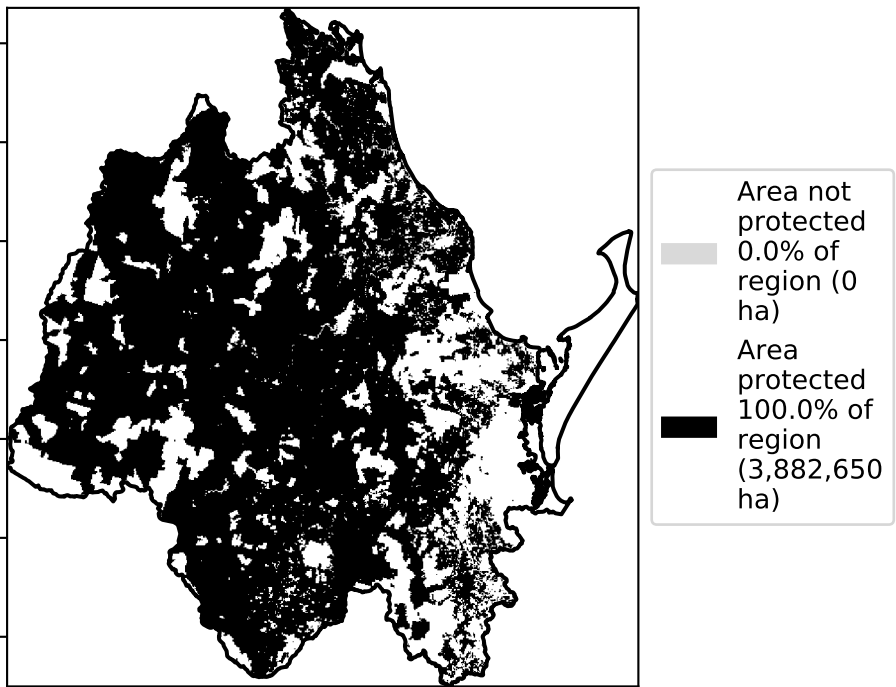 Area not
protected
0.0% of
region (0
ha)
Area
protected
100.0% of
region
(3,882,650
ha)